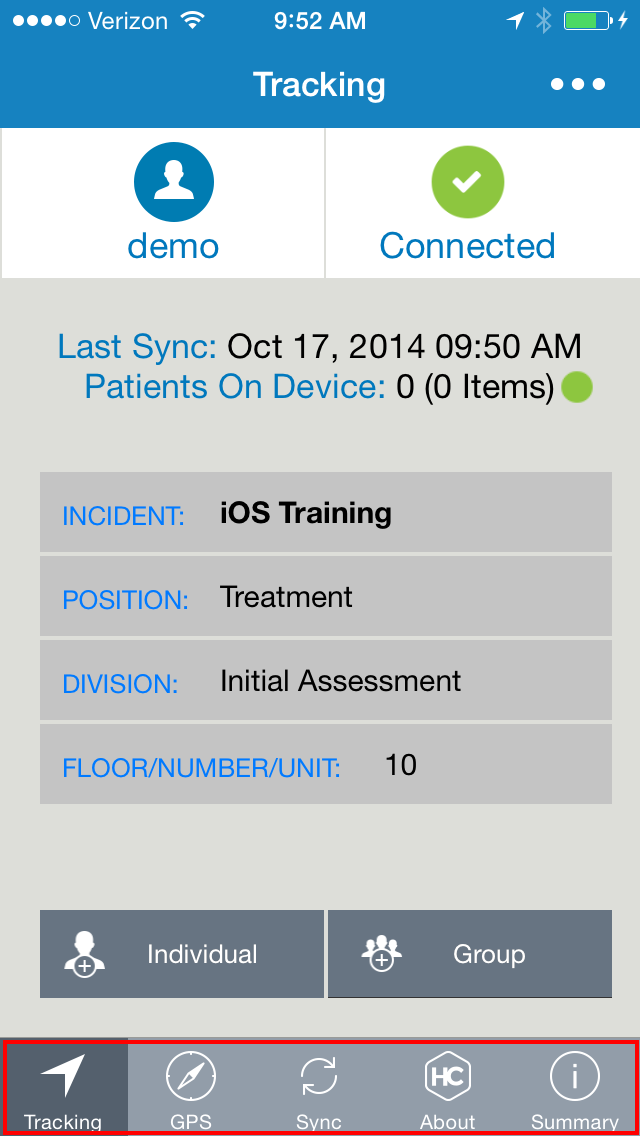 Verizon 9:52 AM
Tracking
demo Connected
Last Sync: Oct 17, 2014 09:50 AM
Patients On Device: 0 (0 Items)
INCIDENT: iOS Training
POSITION: Treatment
DIVISION: Initial Assessment
FLOOR/NUMBER/UNIT: 10
Individual Group
HC i
Tracking GPS Sync About Summary